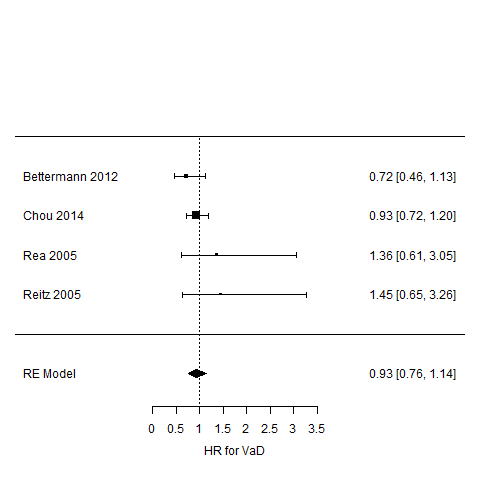 Bettermann 2012 0.72 [0.46, 1.13]
Chou 2014 0.93 [0.72, 1.20]
Rea 2005 1.36 [0.61, 3.05]
Reitz 2005 1.45 [0.65, 3.26]
RE Model 0.93 [0.76, 1.14]
0 0.5 1 1.5 2 2.5 3 3.5
HR for VaD